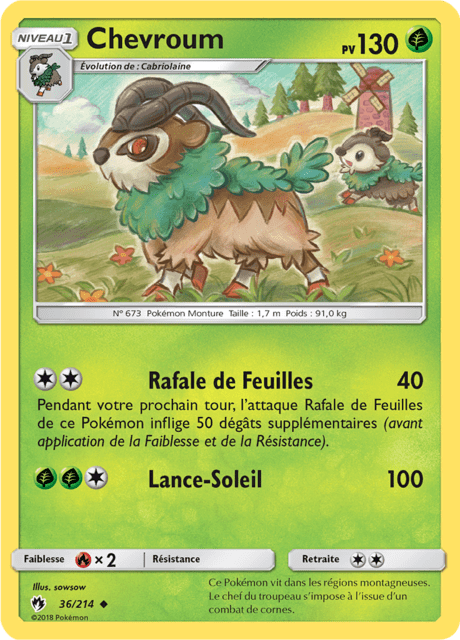 NIVEAU 1
Chevroum
PV 130
Évolution de : Cabriolaine
N° 673 Pokémon Monture Taille : 1,7 m Poids : 91,0 kg
Rafale de Feuilles 40
Pendant votre prochain tour, l'attaque Rafale de Feuilles
de ce Pokémon inflige 50 dégâts supplémentaires (avant
application de la Faiblesse et de la Résistance).
Lance-Soleil 100
Faiblesse × 2 Résistance Retraite
Illus. sowsow
36/214
©2018 Pokémon
Ce Pokémon vit dans les régions montagneuses.
Le chef du troupeau s'impose à l'issue d'un
combat de cornes.